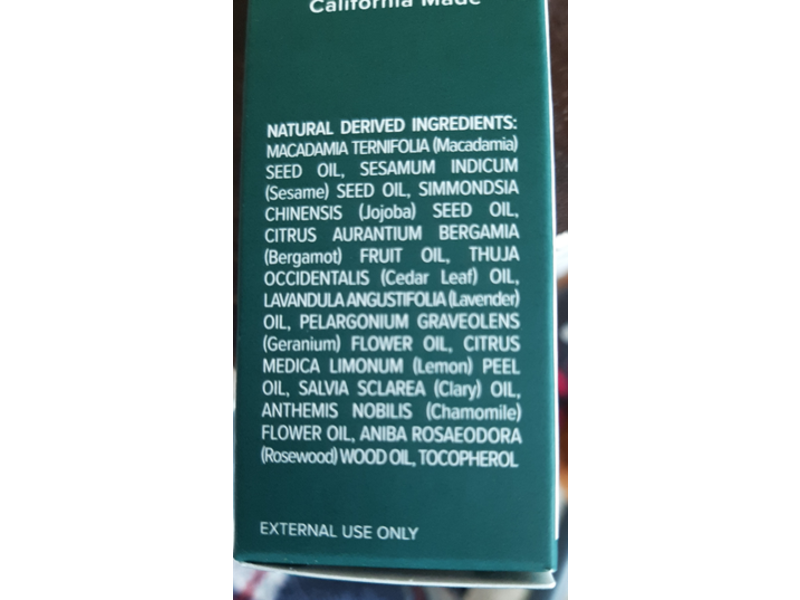 California Made
NATURAL DERIVED INGREDIENTS:
MACADAMIA TERNIFOLIA (Macadamia)
SEED OIL, SESAMUM INDICUM
(Sesame) SEED OIL, SIMMONDSIA
CHINENSIS (Jojoba) SEED OIL,
CITRUS AURANTIUM BERGAMIA
(Bergamot) FRUIT OIL, THUJA
OCCIDENTALIS (Cedar Leaf) OIL,
LAVANDULA ANGUSTIFOLIA (Lavender)
OIL, PELARGONIUM GRAVEOLENS
(Geranium) FLOWER OIL, CITRUS
MEDICA LIMONUM (Lemon) PEEL
OIL, SALVIA SCLAREA (Clary) OIL,
ANTHEMIS NOBILIS (Chamomile)
FLOWER OIL, ANIBA ROSAEODORA
(Rosewood) WOOD OIL, TOCOPHEROL
EXTERNAL USE ONLY